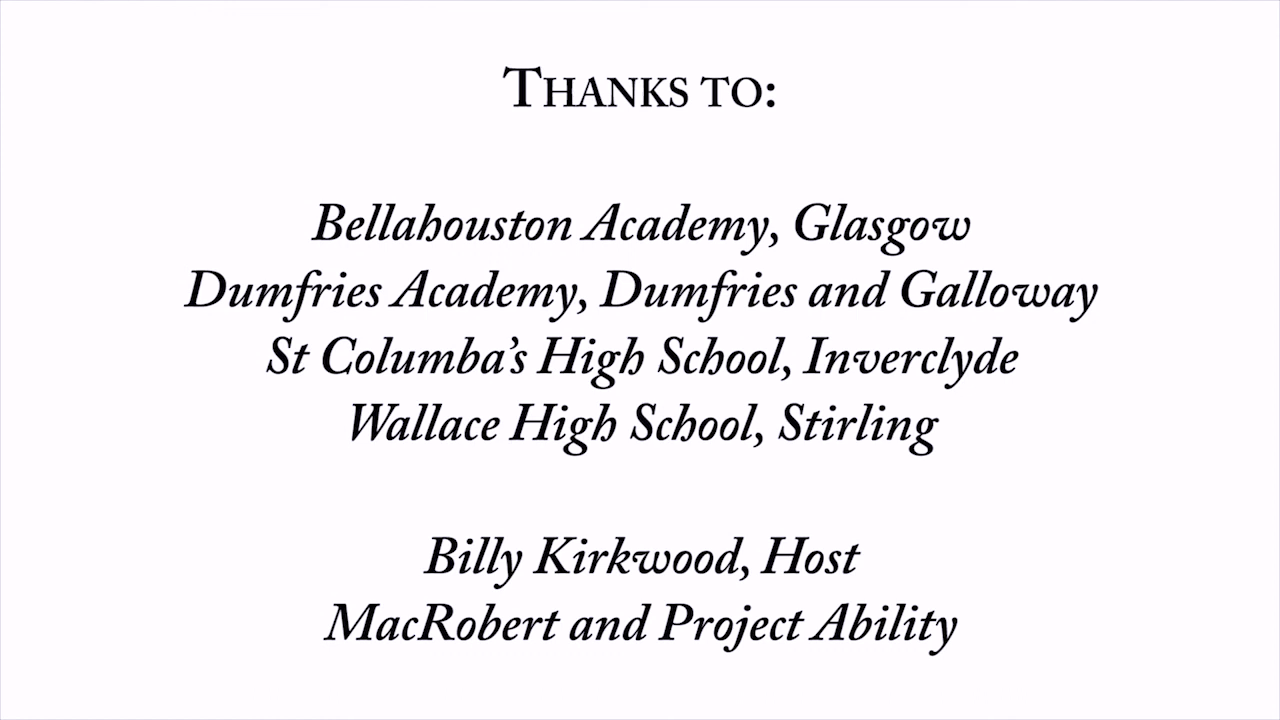 THANKS TO:
Bellahouston Academy, Glasgow
Dumfries Academy, Dumfries and Galloway
St Columba’s High School, Inverclyde
Wallace High School, Stirling
Billy Kirkwood, Host
MacRobert and Project Ability